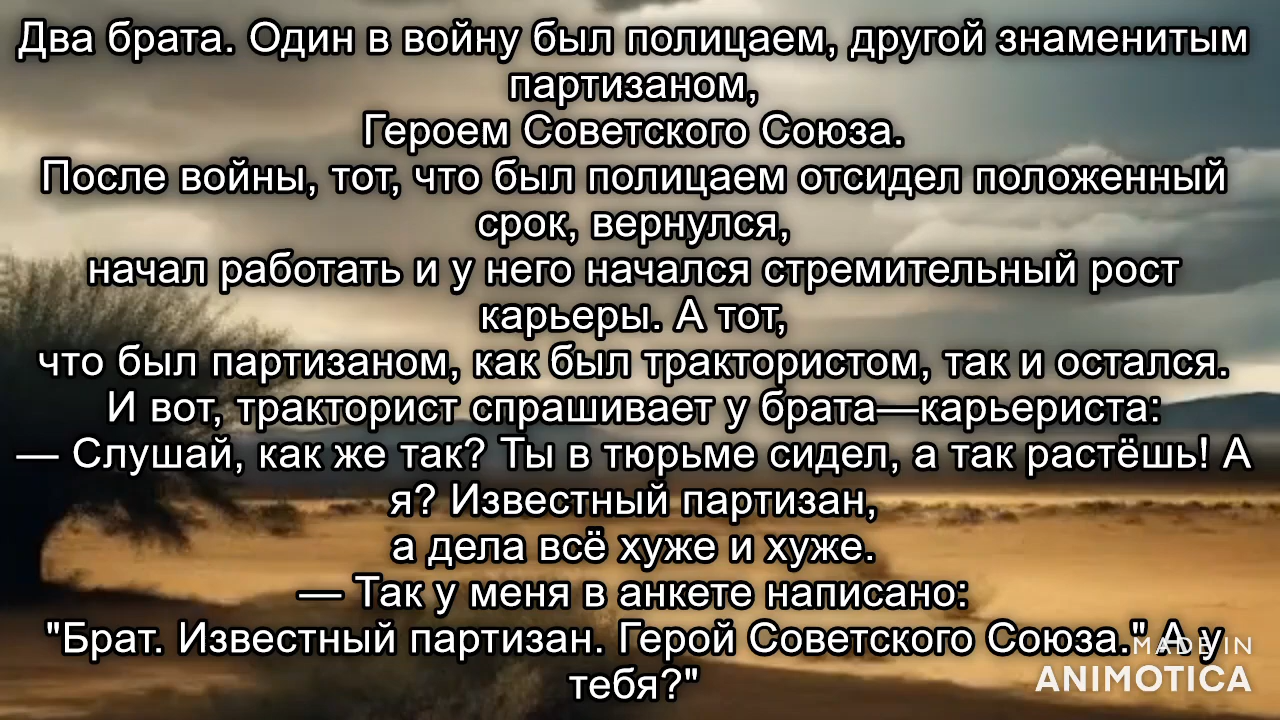 Два брата. Один в войну был полицаем, другой знаменитым
партизаном,
Героем Советского Союза.
После войны, тот, что был полицаем отсидел положенный
срок, вернулся,
начал работать и у него начался стремительный рост
карьеры. А тот,
что был партизаном, как был трактористом, так и остался.
И вот, тракторист спрашивает у брата—карьериста:
— Слушай, как же так? Ты в тюрьме сидел, а так растёшь! А
я? Известный партизан,
а дела всё хуже и хуже.
— Так у меня в анкете написано:
"Брат. Известный партизан. Герой Советского Союза." А у
тебя?"
MADE IN
ANIMOTICA